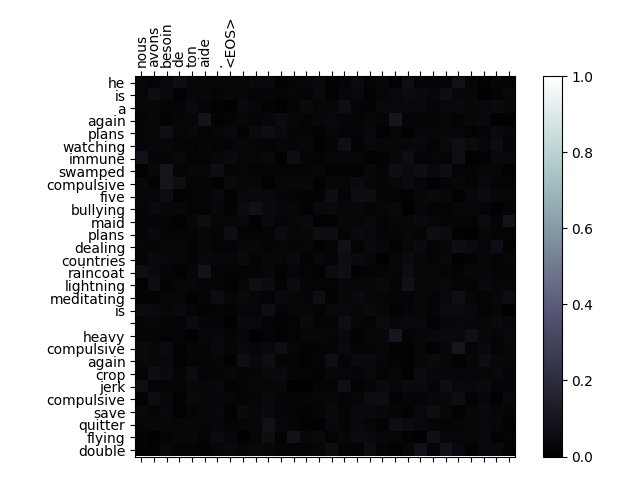 nous
avons
besoin
de
ton
aide
.
<EOS>
he
is
a
again
plans
watching
immune
swamped
compulsive
five
bullying
maid
plans
dealing
countries
raincoat
lightning
meditating
is
heavy
compulsive
again
crop
jerk
compulsive
save
quitter
flying
double
1.0
0.8
0.6
0.4
0.2
0.0